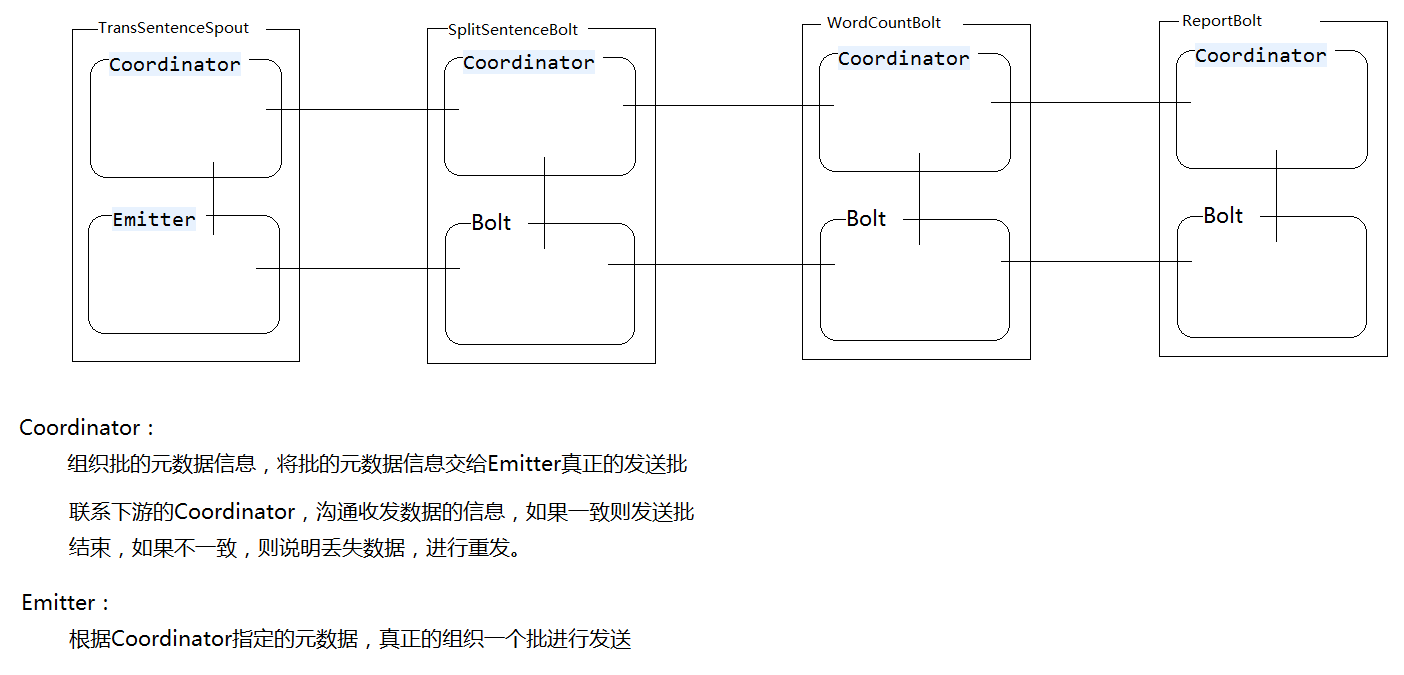 TransSentenceSpout
SplitSentenceBolt
WordCountBolt
ReportBolt
Coordinator
Coordinator
Coordinator
Coordinator
Emitter
Bolt
Bolt
Bolt
Coordinator：
组织批的元数据信息，将批的元数据信息交给Emitter真正的发送批
联系下游的Coordinator，沟通收发数据的信息，如果一致则发送批
结束，如果不一致，则说明丢失数据，进行重发。
Emitter：
根据Coordinator指定的元数据，真正的组织一个批进行发送